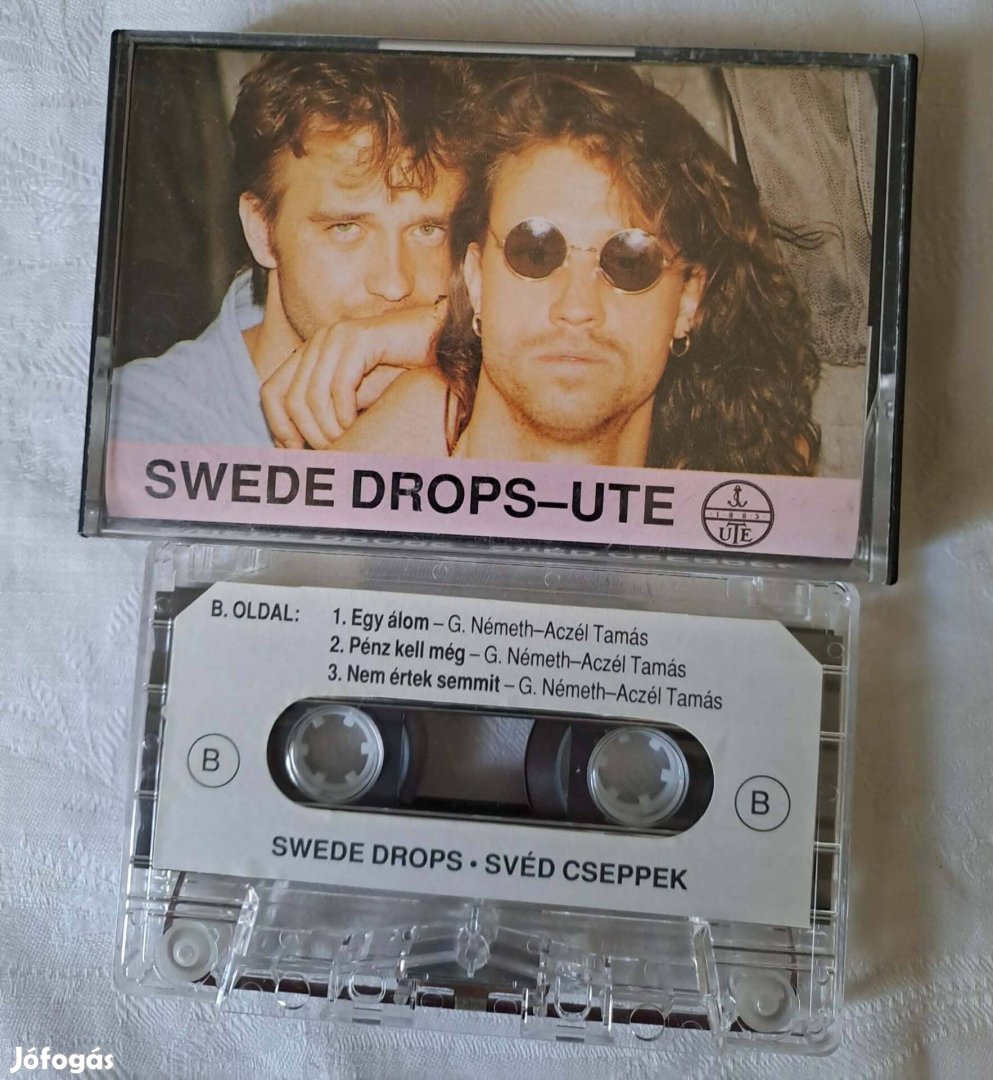 SWEDE DROPS–UTE
1885
UTE
B. OLDAL:
1. Egy álom – G. Németh–Aczél Tamás
2. Pénz kell még – G. Németh–Aczél Tamás
3. Nem értek semmit – G. Németh–Aczél Tamás
B
B
SWEDE DROPS • SVÉD CSEPPEK
Jófogás